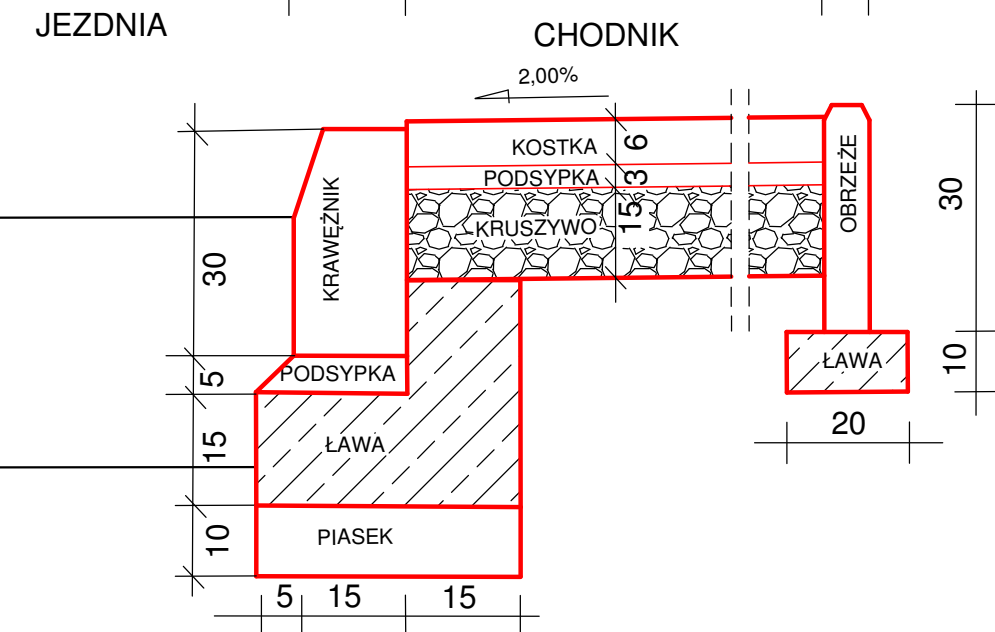 JEZDNIA
CHODNIK
2,00%
KOSTKA
6
PODSYPKA
3
KRUSZYWO
15
KRAWĘŻNIK
OBRZEŻE
30
30
ŁAWA
10
PODSYPKA
5
20
ŁAWA
15
PIASEK
10
5 15 15